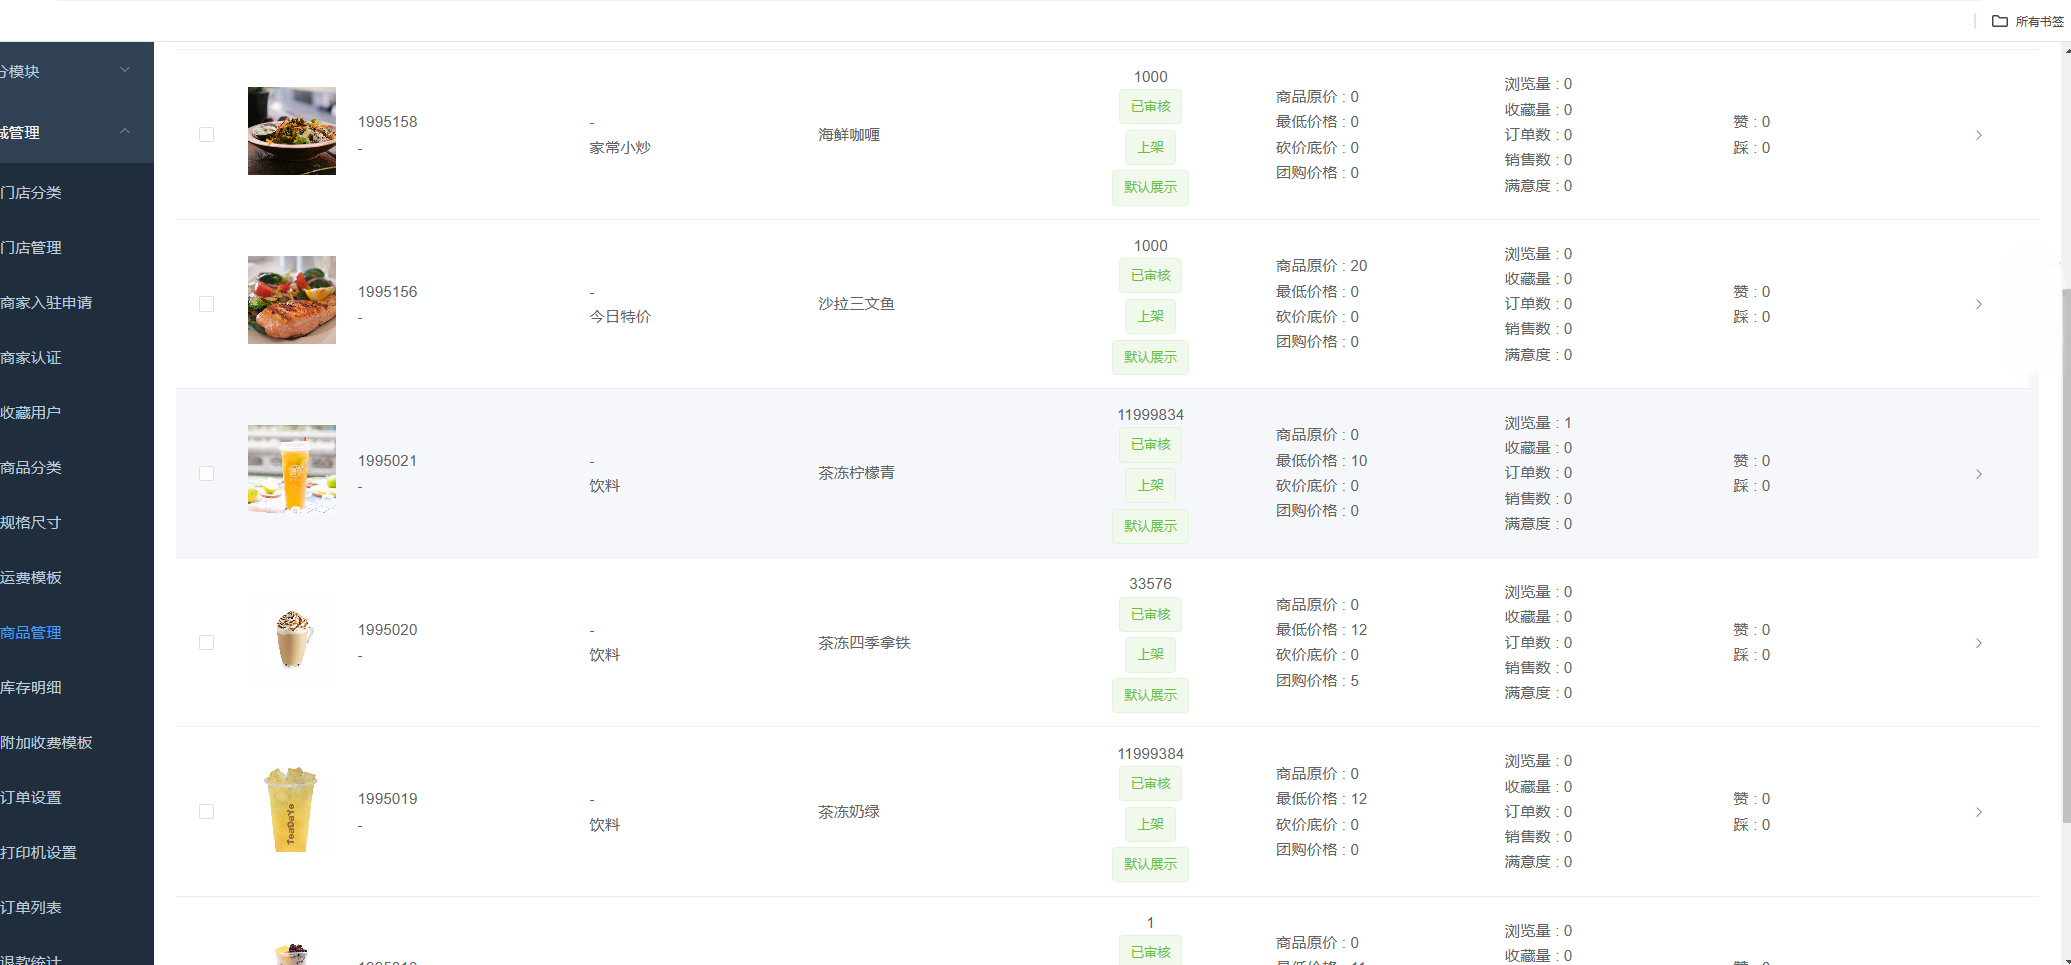 所有书签
分模块
城管理
门店分类
门店管理
商家入驻申请
商家认证
收藏用户
商品分类
规格尺寸
运费模板
商品管理
库存明细
附加收费模板
订单设置
打印机设置
订单列表
退款统计
1995158
-
-
家常小炒
海鲜咖喱
1000
已审核
上架
默认展示
商品原价 : 0
最低价格 : 0
砍价底价 : 0
团购价格 : 0
浏览量 : 0
收藏量 : 0
订单数 : 0
销售数 : 0
满意度 : 0
赞 : 0
踩 : 0
1995156
-
-
今日特价
沙拉三文鱼
1000
已审核
上架
默认展示
商品原价 : 20
最低价格 : 0
砍价底价 : 0
团购价格 : 0
浏览量 : 0
收藏量 : 0
订单数 : 0
销售数 : 0
满意度 : 0
赞 : 0
踩 : 0
1995021
-
-
饮料
茶冻柠檬青
11999834
已审核
上架
默认展示
商品原价 : 0
最低价格 : 10
砍价底价 : 0
团购价格 : 0
浏览量 : 1
收藏量 : 0
订单数 : 0
销售数 : 0
满意度 : 0
赞 : 0
踩 : 0
1995020
-
-
饮料
茶冻四季拿铁
33576
已审核
上架
默认展示
商品原价 : 0
最低价格 : 12
砍价底价 : 0
团购价格 : 5
浏览量 : 0
收藏量 : 0
订单数 : 0
销售数 : 0
满意度 : 0
赞 : 0
踩 : 0
1995019
-
-
饮料
茶冻奶绿
11999384
已审核
上架
默认展示
商品原价 : 0
最低价格 : 12
砍价底价 : 0
团购价格 : 0
浏览量 : 0
收藏量 : 0
订单数 : 0
销售数 : 0
满意度 : 0
赞 : 0
踩 : 0
1
已审核
商品原价 : 0
浏览量 : 0
收藏量 : 0